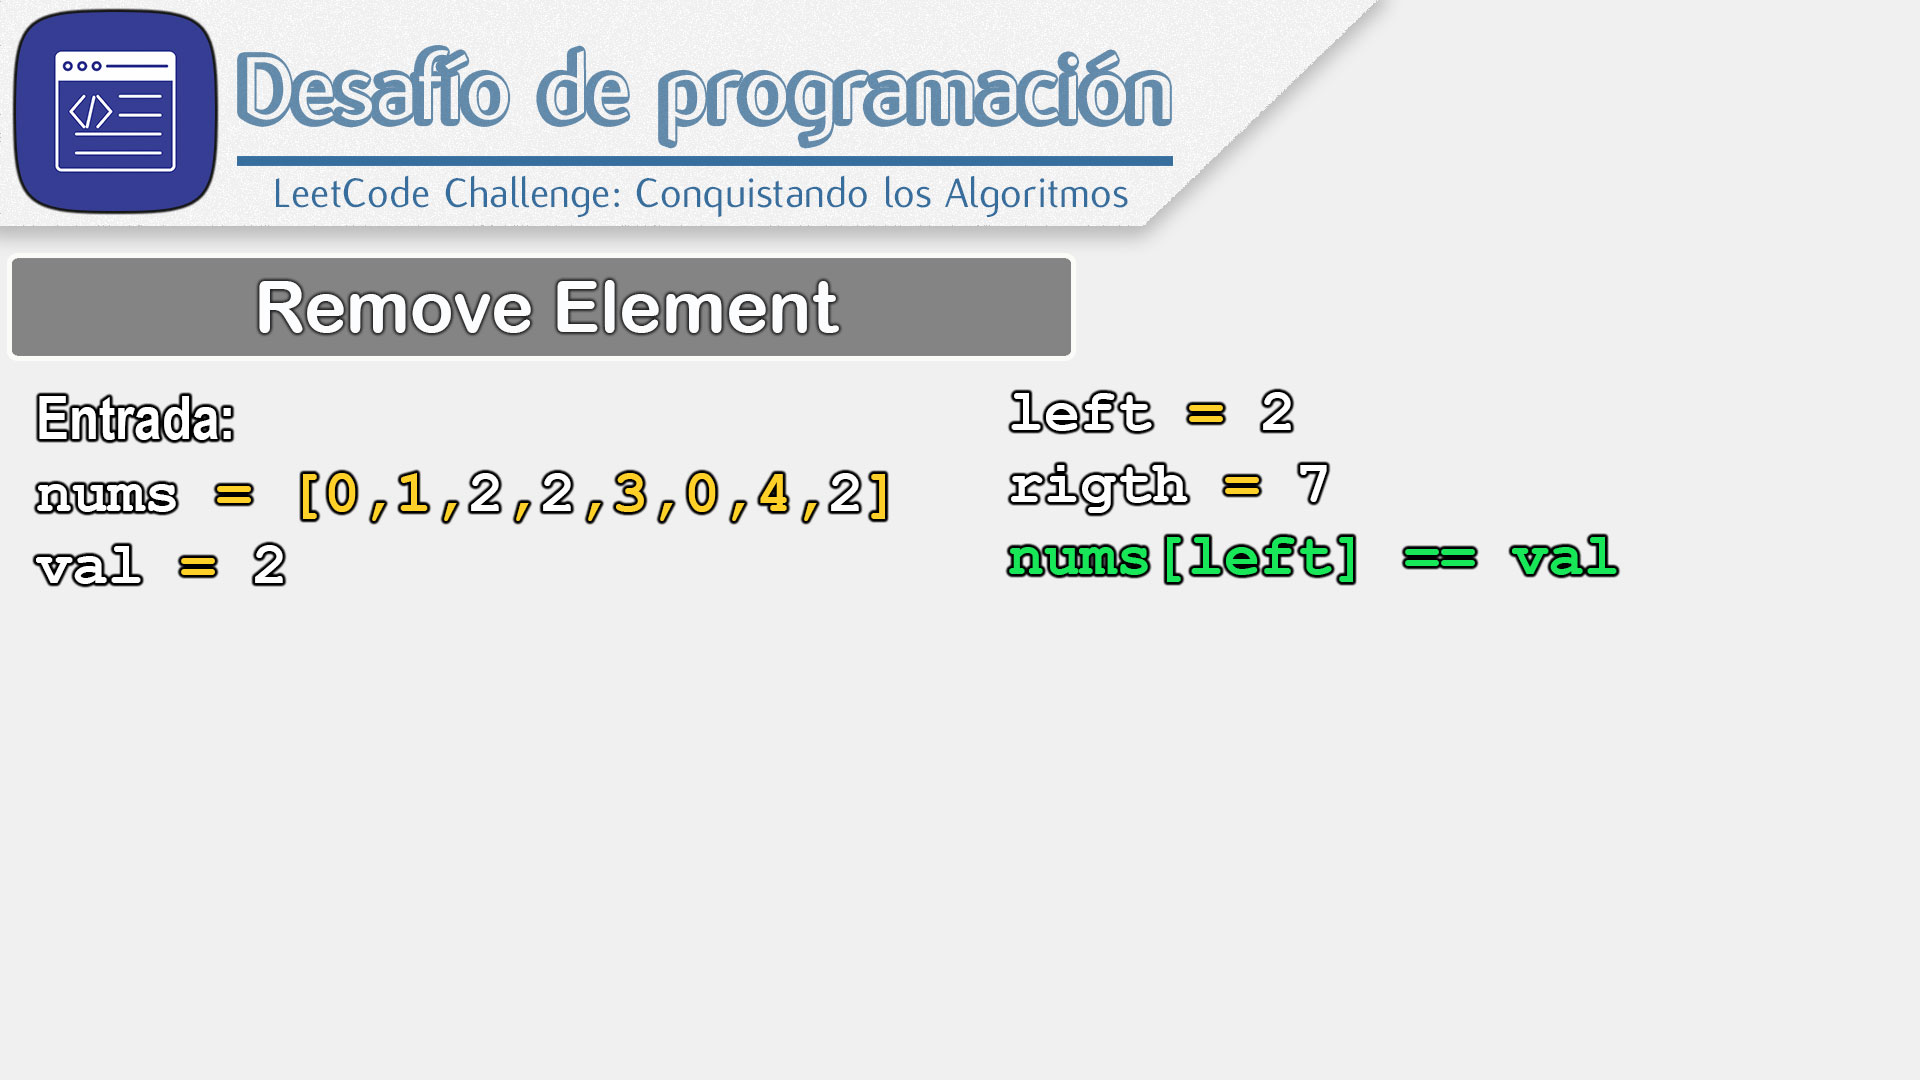 </>
Desafío de programación
LeetCode Challenge: Conquistando los Algoritmos
Remove Element
Entrada:
nums = [0,1,2,2,3,0,4,2]
val = 2
left = 2
rigth = 7
nums[left] == val